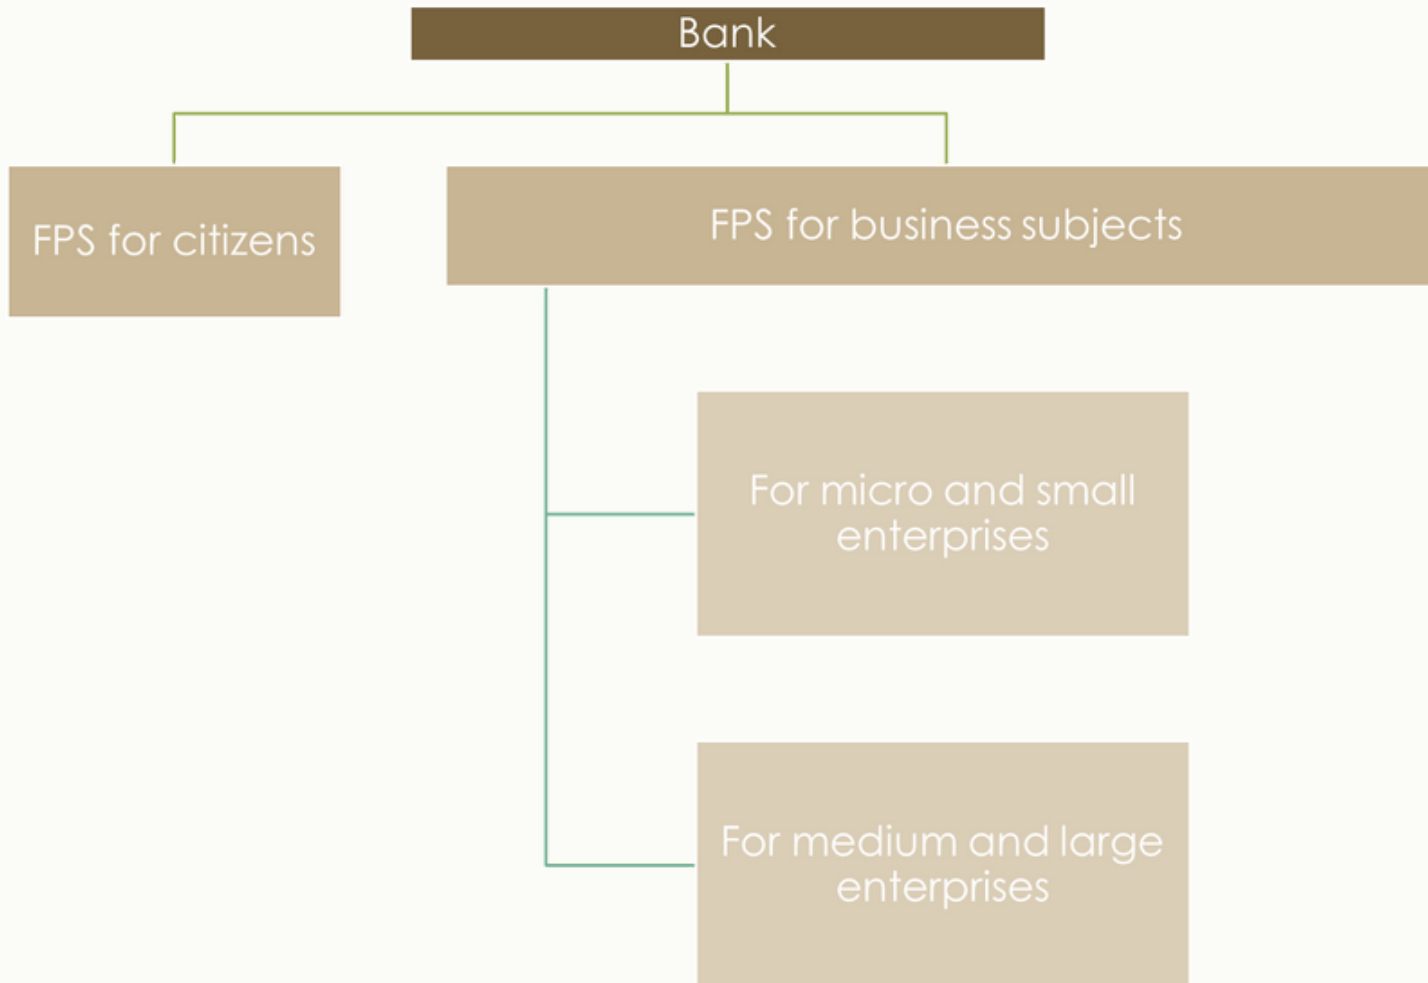 Bank
FPS for citizens
FPS for business subjects
For micro and small
enterprises
For medium and large
enterprises